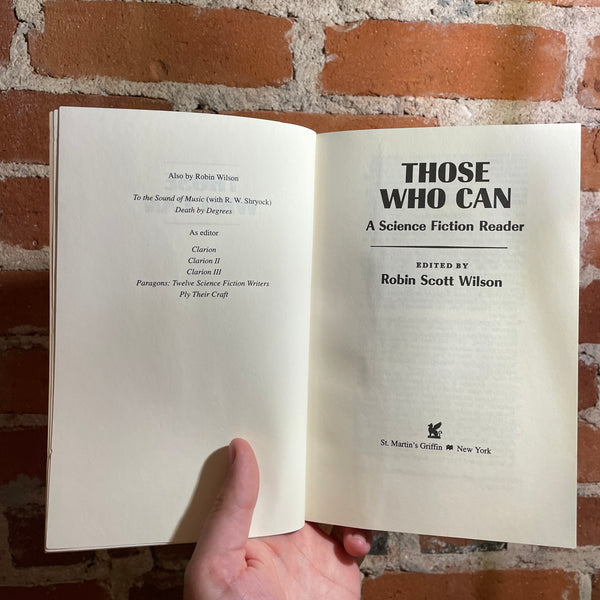 Also by Robin Wilson
To the Sound of Music (with R. W. Shryock)
Death by Degrees
As editor
Clarion
Clarion II
Clarion III
Paragons: Twelve Science Fiction Writers
Ply Their Craft
THOSE
WHO CAN
A Science Fiction Reader
EDITED BY
Robin Scott Wilson
St. Martin's Griffin New York